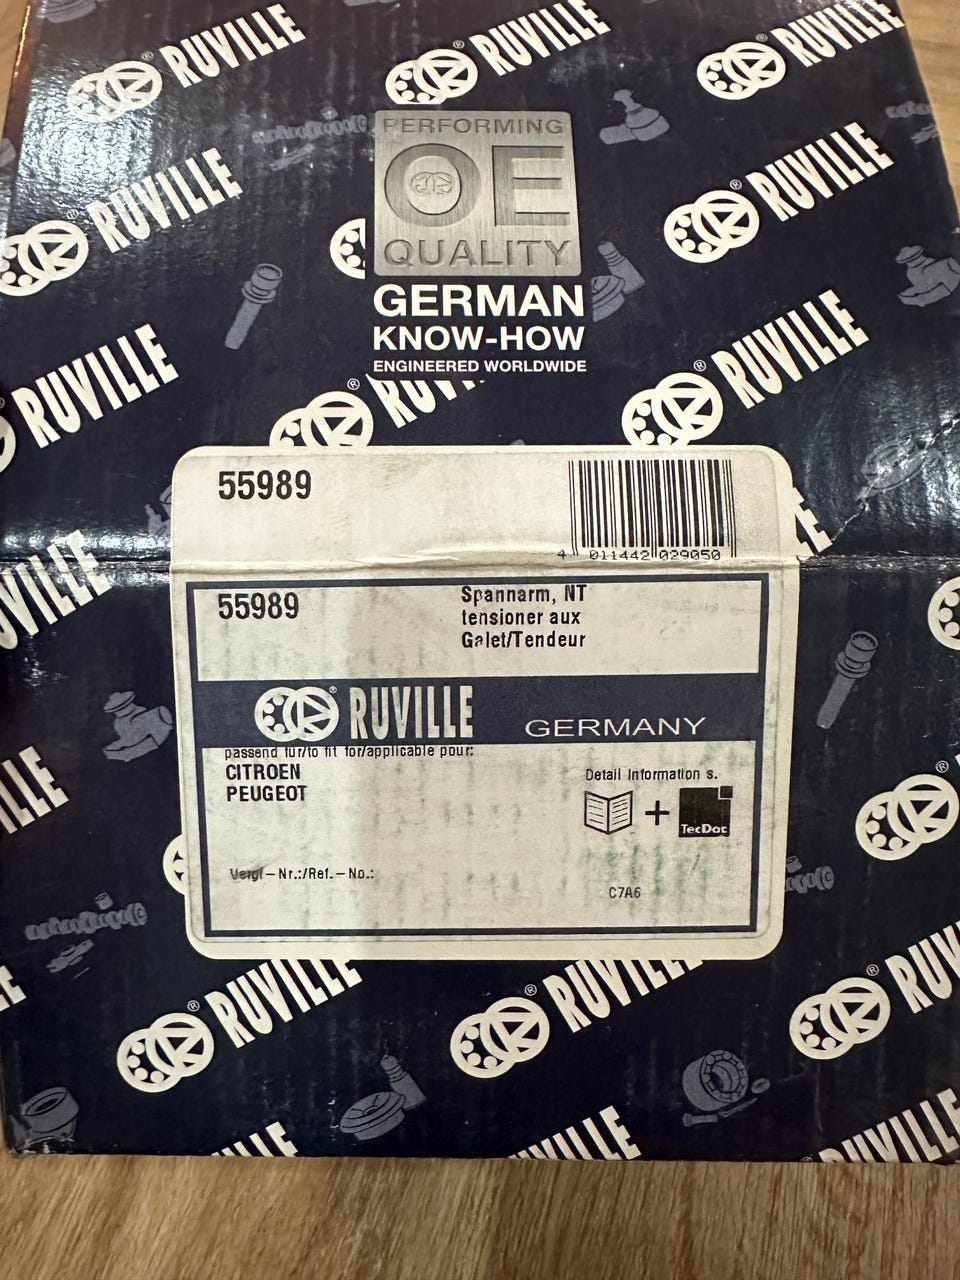 RUVILLE
RUVILLE
RUVILLE
PERFORMING
OE
QUALITY
GERMAN
KNOW-HOW
ENGINEERED WORLDWIDE
RUVILLE
RUVILLE
RUVILLE
RUVILLE
55989
4 011442 029050
55989
Spannarm, NT
tensioner aux
Galet/Tendeur
RUVILLE
GERMANY
passend für/to fit for/applicable pour:
CITROEN
PEUGEOT
Detail Information s.
+
TecDoc
Vergl-Nr.:/Ref.-No.:
C7A6
RUVILLE
RUVILLE